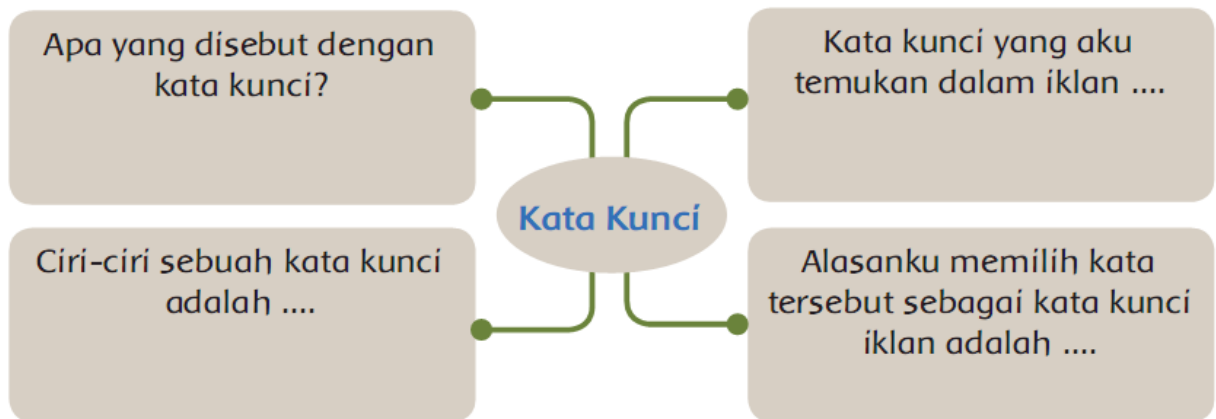 Apa yang disebut dengan
kata kunci?
Kata kunci yang aku
temukan dalam iklan ....
Kata Kunci
Ciri-ciri sebuah kata kunci
adalah ....
Alasanku memilih kata
tersebut sebagai kata kunci
iklan adalah ....